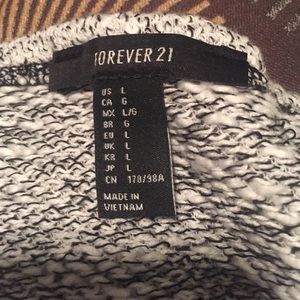 FOREVER 21
US L
CA G
MX L/G
BR G
EU L
UK L
KR L
JP L
CN 170/98A
MADE IN
VIETNAM